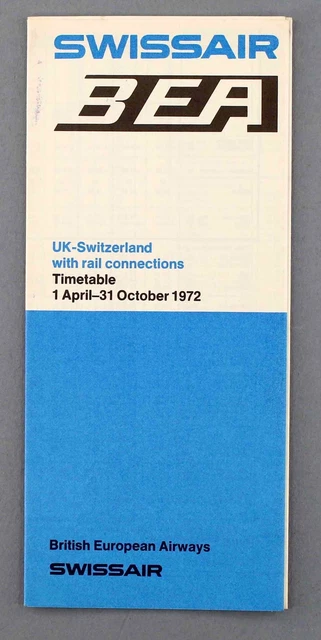 SWISSAIR
BEA
UK-Switzerland
with rail connections
Timetable
1 April–31 October 1972
British European Airways
SWISSAIR